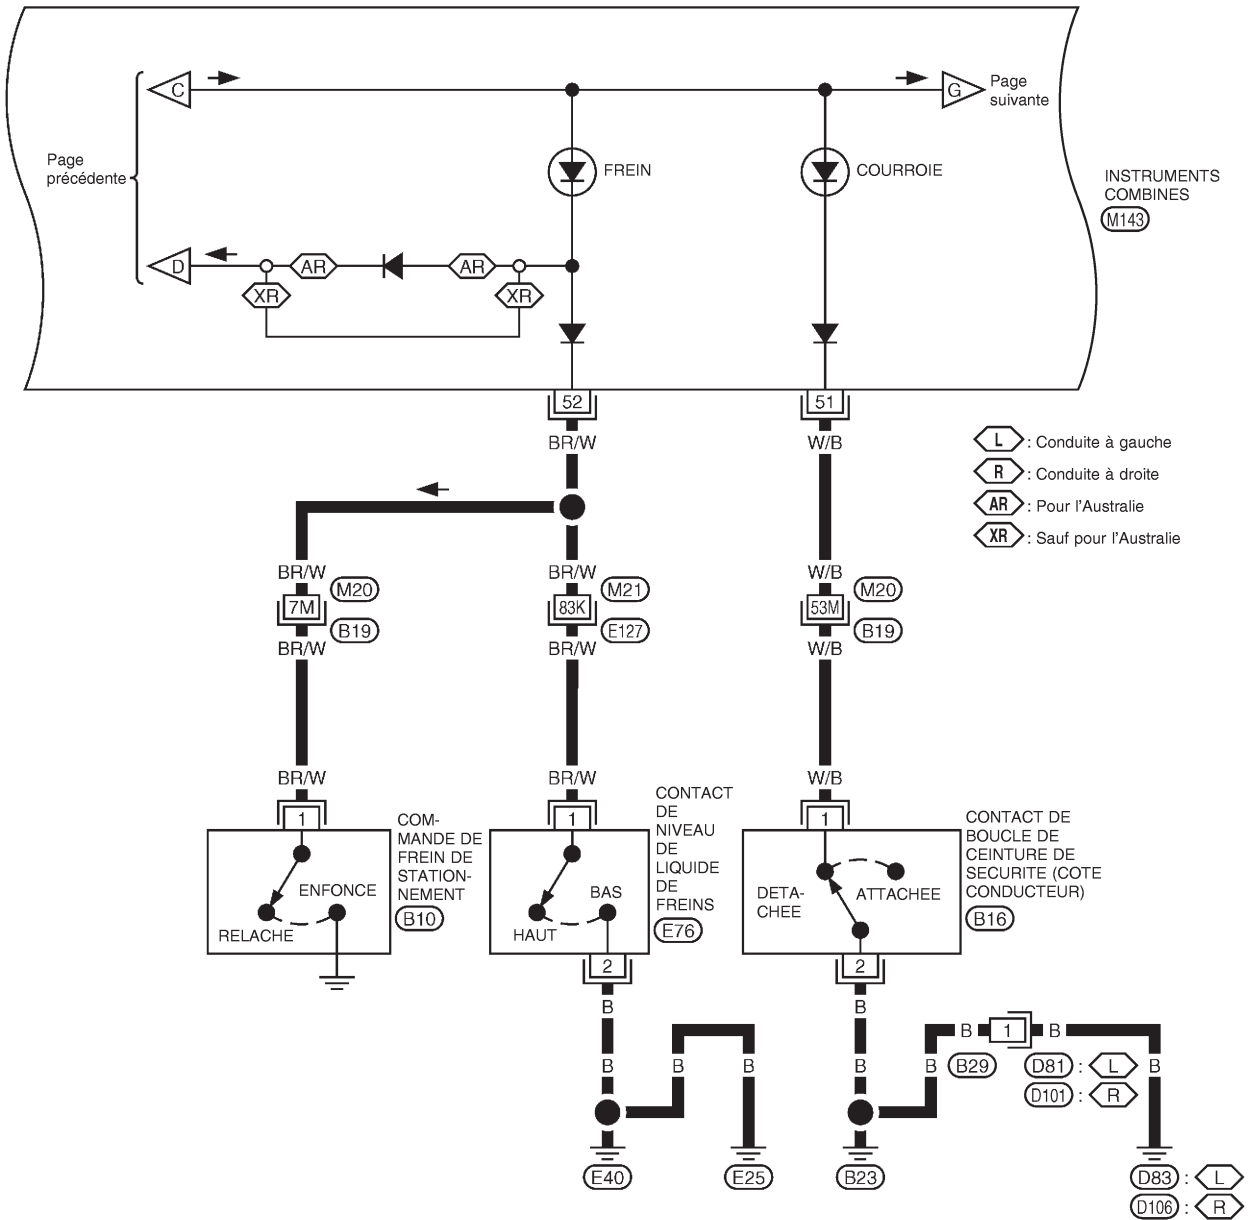 C
G
Page
suivante
Page
précédente
FREIN
COURROIE
INSTRUMENTS
COMBINES
M143
D
AR
AR
XR
XR
52
51
BR/W
W/B
L : Conduite à gauche
R : Conduite à droite
AR : Pour l'Australie
XR : Sauf pour l'Australie
BR/W
BR/W
W/B
7M
M20
83K
M21
53M
M20
B19
E127
B19
BR/W
BR/W
W/B
BR/W
BR/W
W/B
1
1
1
COM-
MANDE DE
FREIN DE
STATION-
NEMENT
B10
ENFONCE
RELACHE
CONTACT
DE
NIVEAU
DE
LIQUIDE
DE
FREINS
E76
BAS
HAUT
CONTACT DE
BOUCLE DE
CEINTURE DE
SECURITE (COTE
CONDUCTEUR)
B16
DETA-
CHEE
ATTACHEE
2
2
B
B
B 1 B
B
B
B
B
B
B
B29
D81 : L
D101 : R
E40
E25
B23
D83 : L
D106 : R